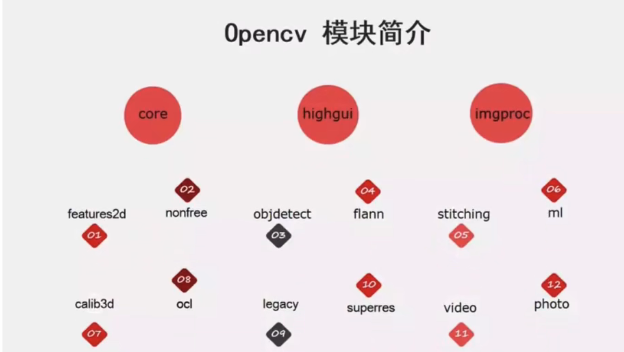 Opencv 模块简介
core highgui imgproc
02 04 06
features2d nonfree objdetect flann stitching ml
01 03 05
08 10 12
calib3d ocl legacy superres video photo
07 09 11